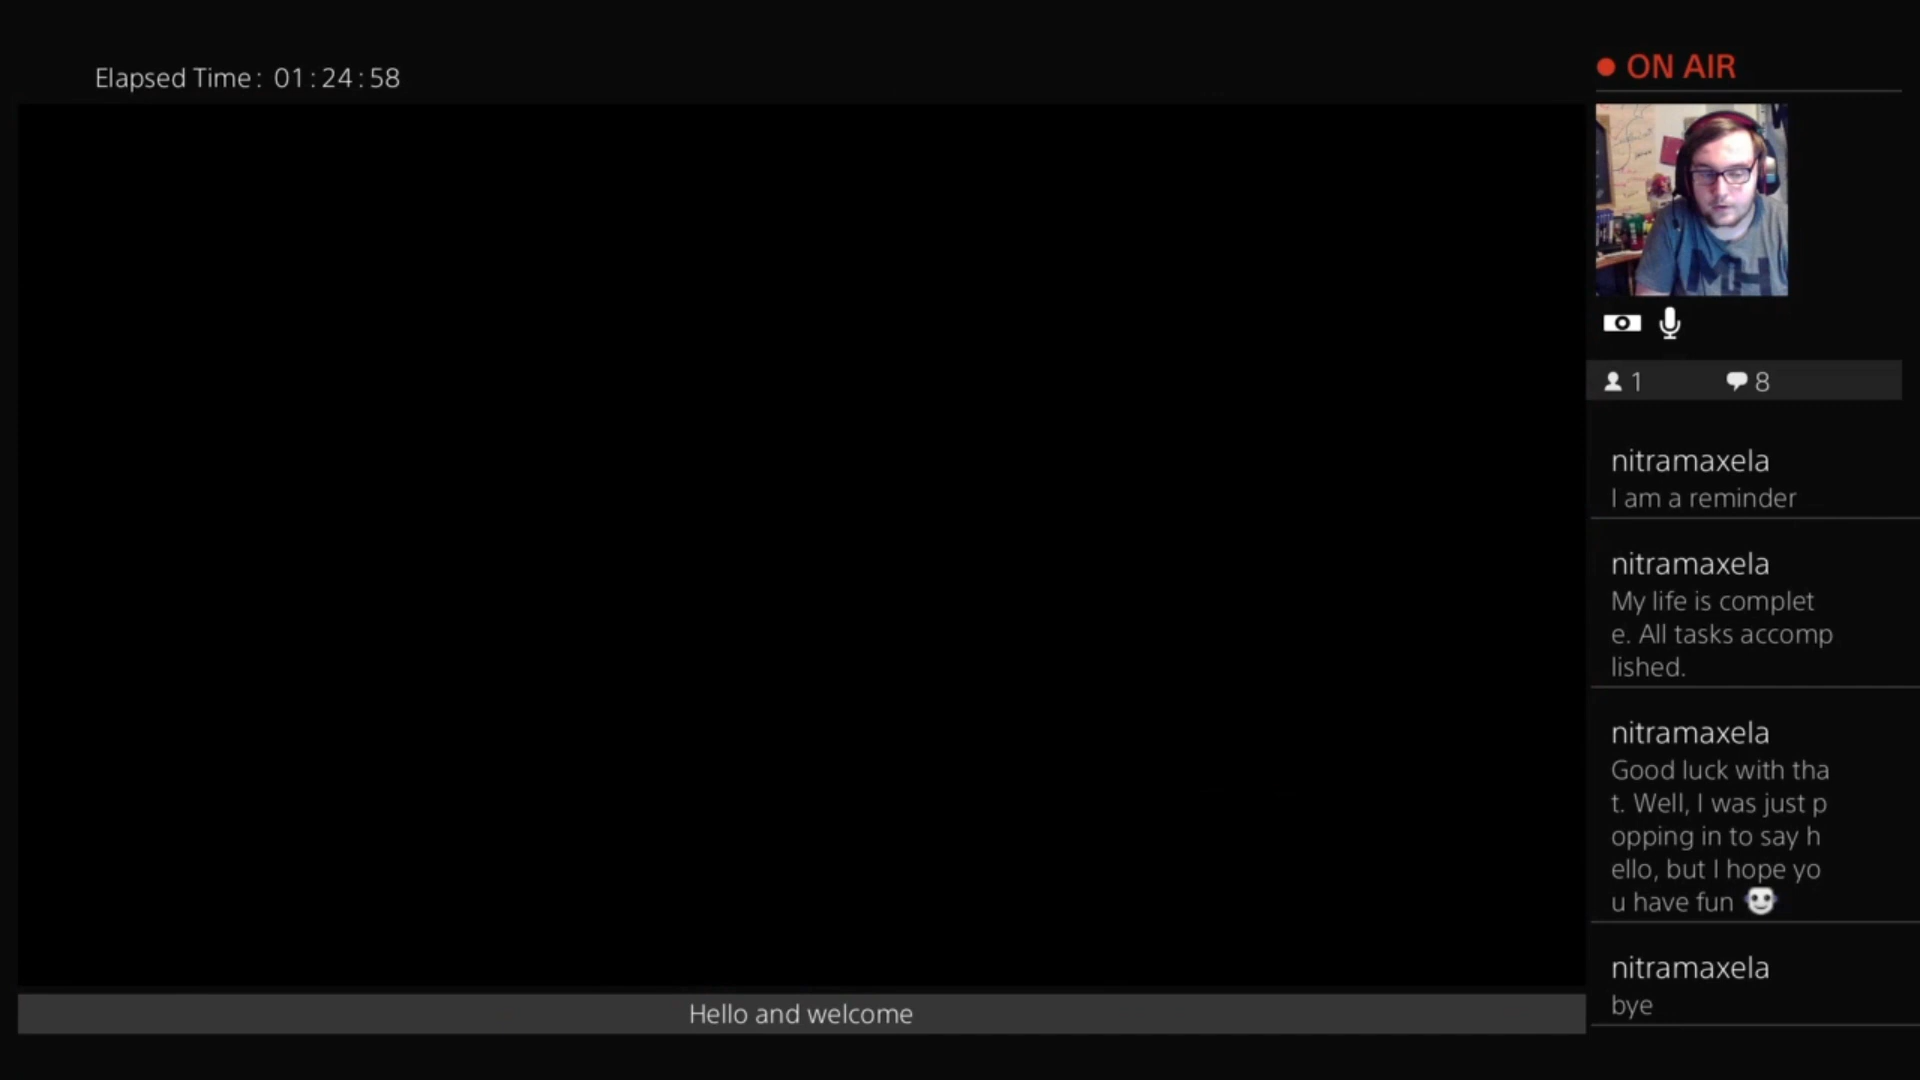 Elapsed Time: 01:24:58
ON AIR
MH
1
8
nitramaxela
I am a reminder
nitramaxela
My life is complet
e. All tasks accomp
lished.
nitramaxela
Good luck with tha
t. Well, I was just p
opping in to say h
ello, but I hope yo
u have fun
nitramaxela
bye
Hello and welcome